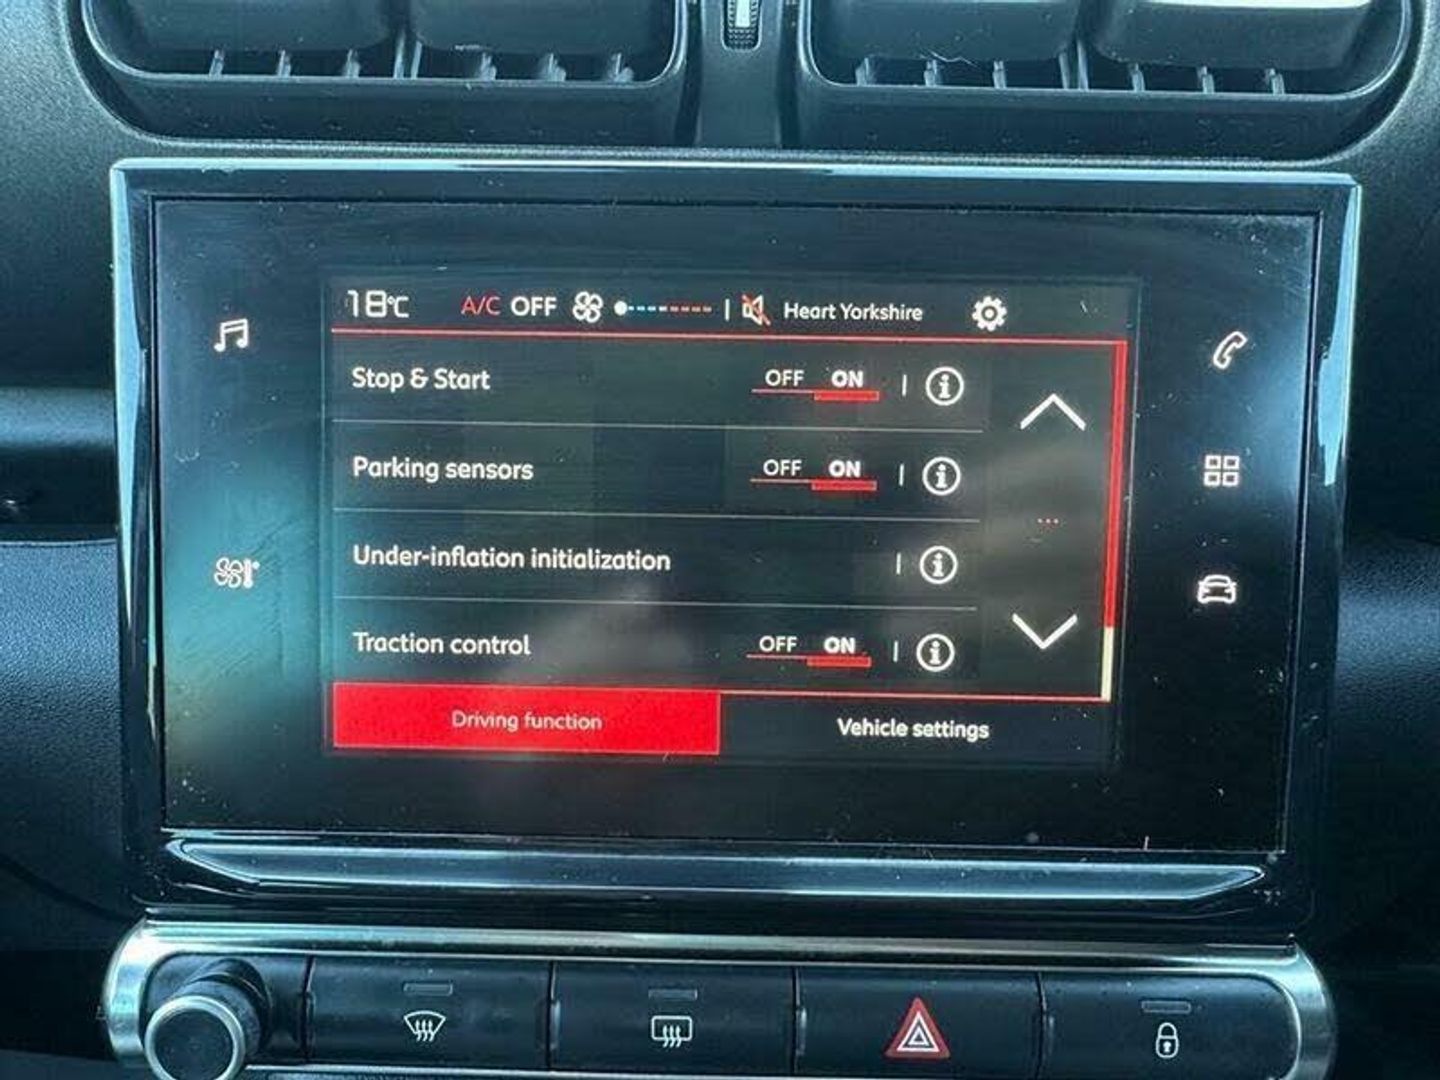 18°C A/C OFF Heart Yorkshire
Stop & Start OFF ON
Parking sensors OFF ON
Under-inflation initialization
Traction control OFF ON
Driving function Vehicle settings